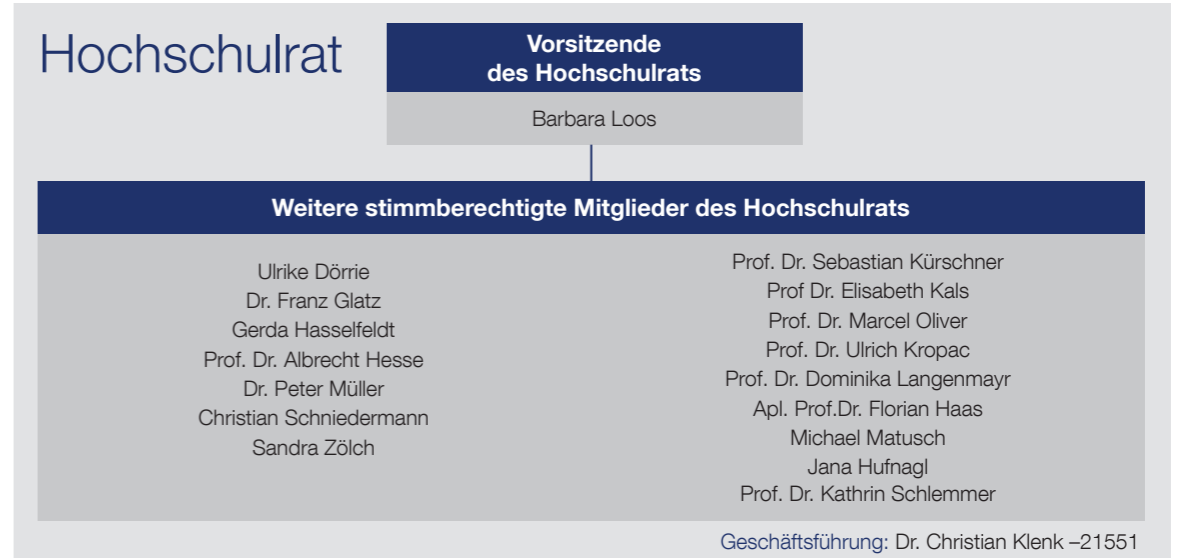 Hochschulrat
Vorsitzende
des Hochschulrats
Barbara Loos
Weitere stimmberechtigte Mitglieder des Hochschulrats
Ulrike Dörrie
Dr. Franz Glatz
Gerda Hasselfeldt
Prof. Dr. Albrecht Hesse
Dr. Peter Müller
Christian Schniedermann
Sandra Zölch
Prof. Dr. Sebastian Kürschner
Prof Dr. Elisabeth Kals
Prof. Dr. Marcel Oliver
Prof. Dr. Ulrich Kropac
Prof. Dr. Dominika Langenmayr
Apl. Prof.Dr. Florian Haas
Michael Matusch
Jana Hufnagl
Prof. Dr. Kathrin Schlemmer
Geschäftsführung: Dr. Christian Klenk –21551